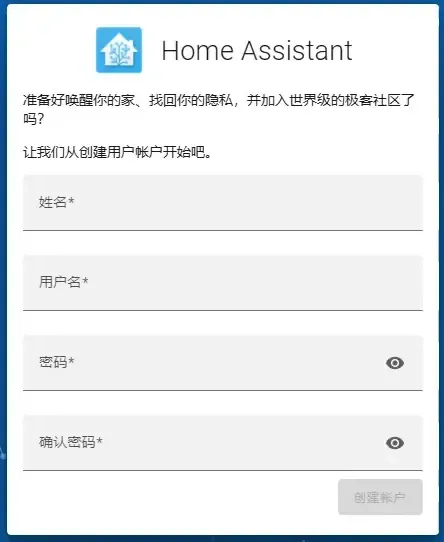 Home Assistant
准备好唤醒你的家、找回你的隐私，并加入世界级的极客社区了
吗？
让我们从创建用户帐户开始吧。
姓名*
用户名*
密码*
确认密码*
创建帐户